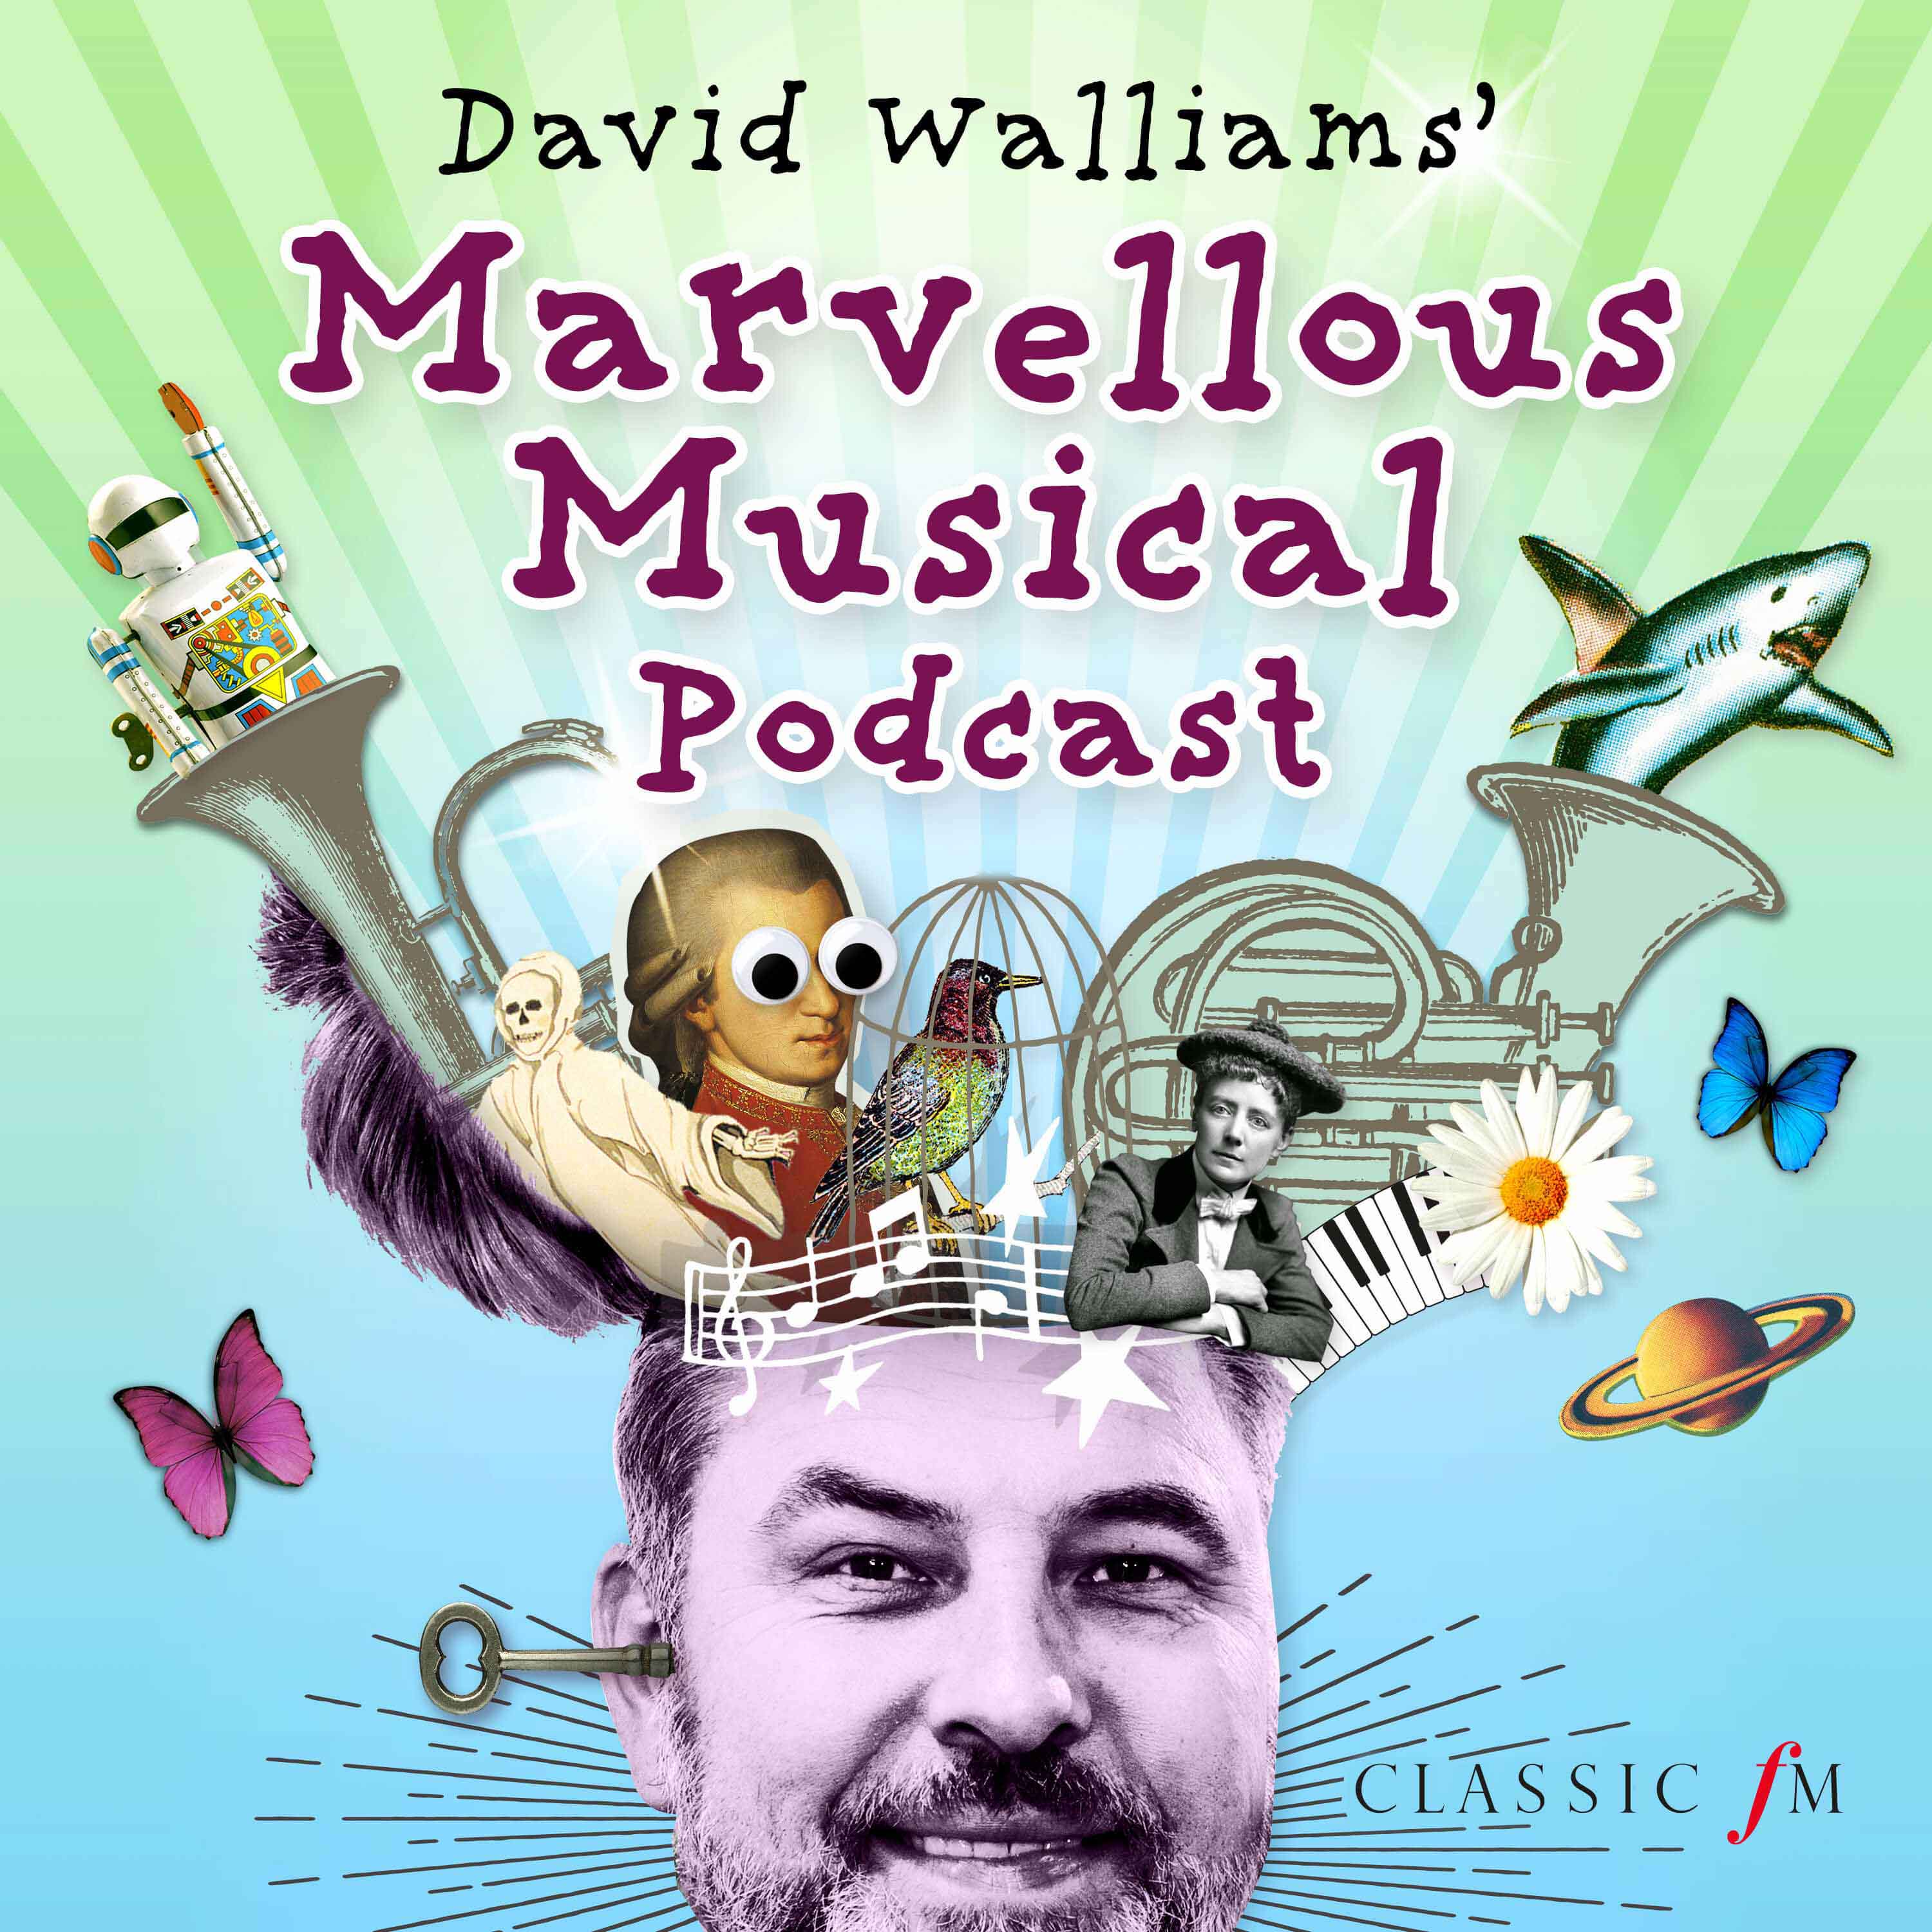 David Walliams’
Marvellous
Musical
Podcast
CLASSIC fM